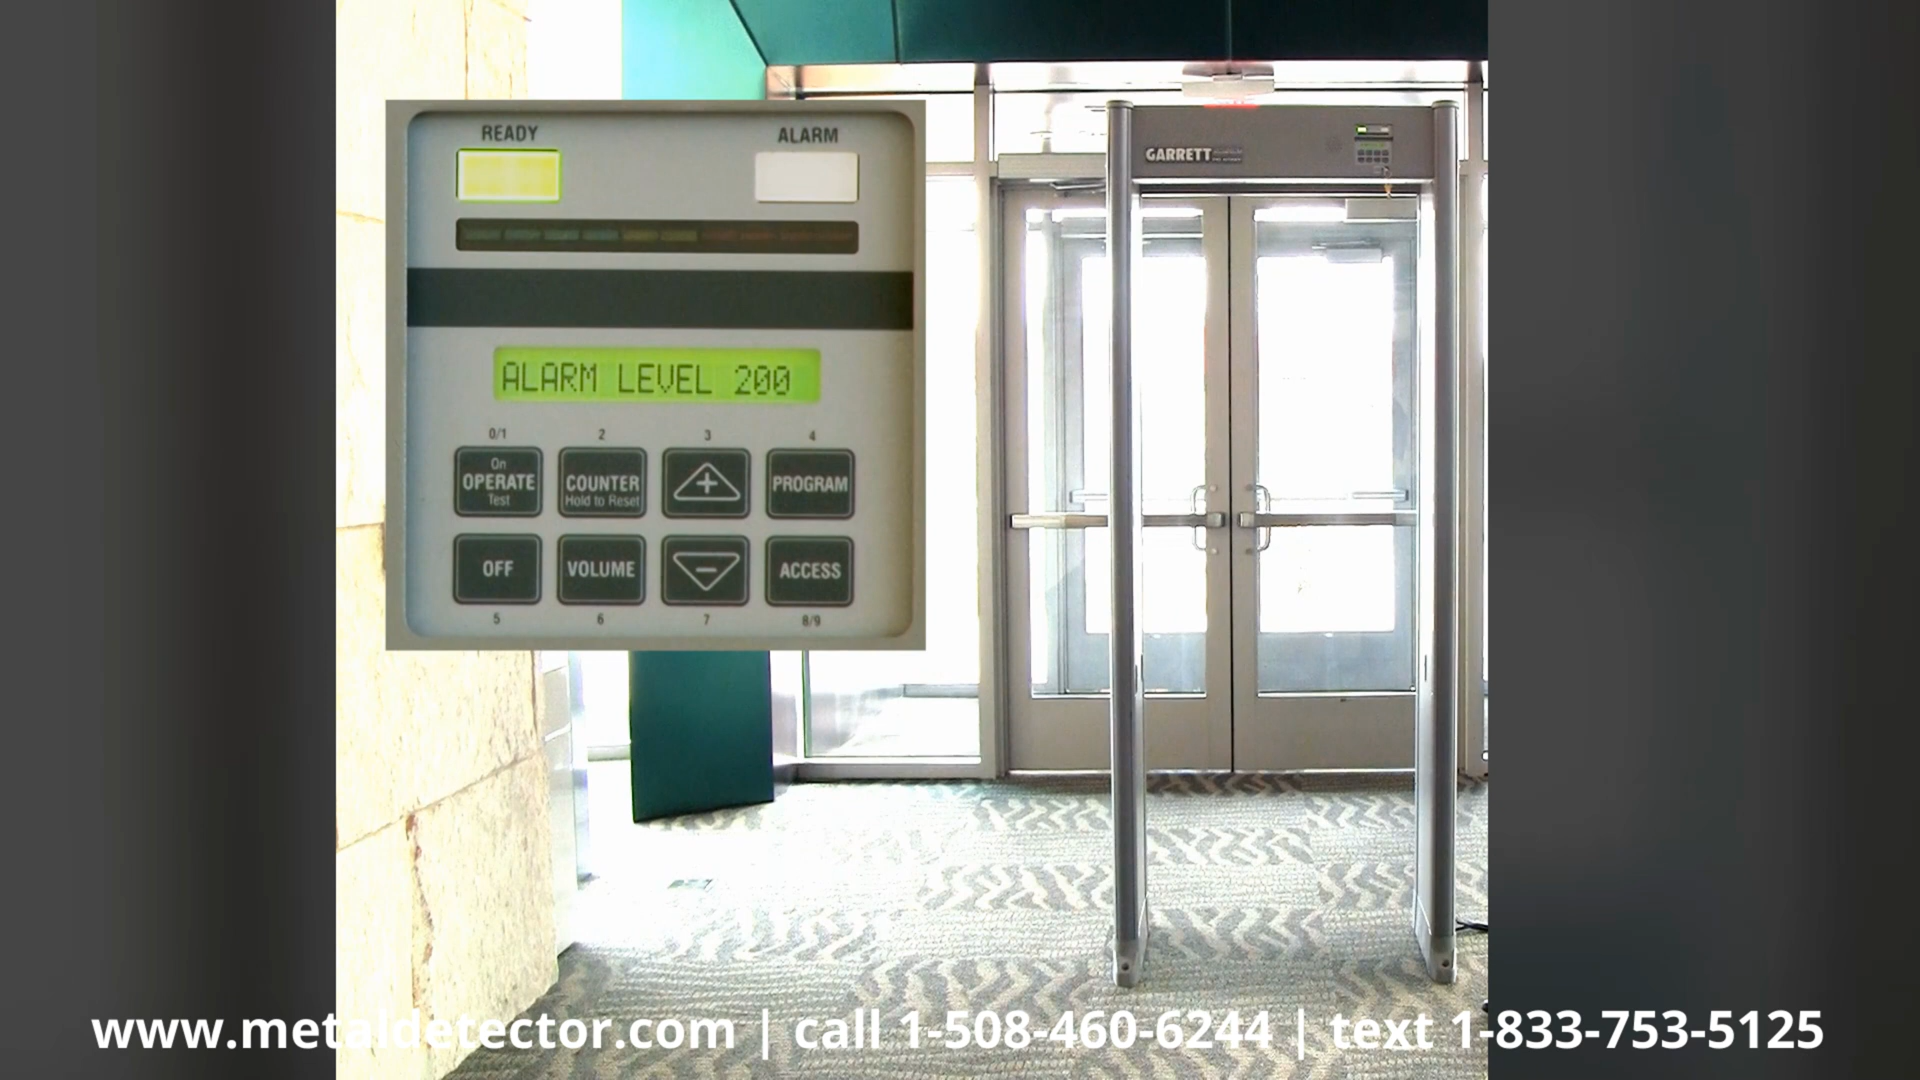 READY ALARM
ALARM LEVEL 200
0/1 2 3 4
On
OPERATE
Test
COUNTER
Hold to Reset
+
PROGRAM
OFF
VOLUME
-
ACCESS
5 6 7 8/9
GARRETT
www.metaldetector.com | call 1-508-460-6244 | text 1-833-753-5125